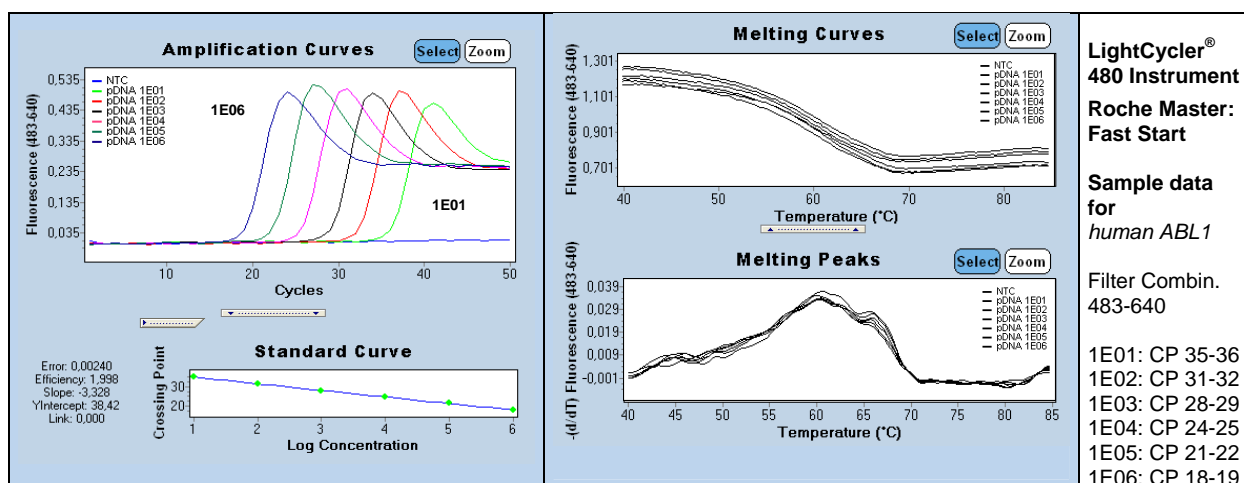 Amplification Curves
Select
Zoom
Fluorescence (483-640)
0,535
0,435
0,335
0,235
0,135
0,035
NTC
pDNA 1E01
pDNA 1E02
pDNA 1E03
pDNA 1E04
pDNA 1E05
pDNA 1E06
1E06
1E01
10 20 30 40 50
Cycles
Error: 0,00240
Efficiency: 1,998
Slope: -3,328
YIntercept: 38,42
Link: 0,000
Standard Curve
Crossing Point
30
20
1 2 3 4 5 6
Log Concentration
Melting Curves
Select
Zoom
Fluorescence (483-640)
1,301
1,101
0,901
0,701
NTC
pDNA 1E01
pDNA 1E02
pDNA 1E03
pDNA 1E04
pDNA 1E05
pDNA 1E06
40 50 60 70 80
Temperature (°C)
Melting Peaks
Select
Zoom
-(d/dT) Fluorescence (483-640)
0,039
0,029
0,019
0,009
-0,001
NTC
pDNA 1E01
pDNA 1E02
pDNA 1E03
pDNA 1E04
pDNA 1E05
pDNA 1E06
40 45 50 55 60 65 70 75 80 85
Temperature (°C)
LightCycler®
480 Instrument
Roche Master:
Fast Start
Sample data
for
human ABL1
Filter Combin.
483-640
1E01: CP 35-36
1E02: CP 31-32
1E03: CP 28-29
1E04: CP 24-25
1E05: CP 21-22
1E06: CP 18-19